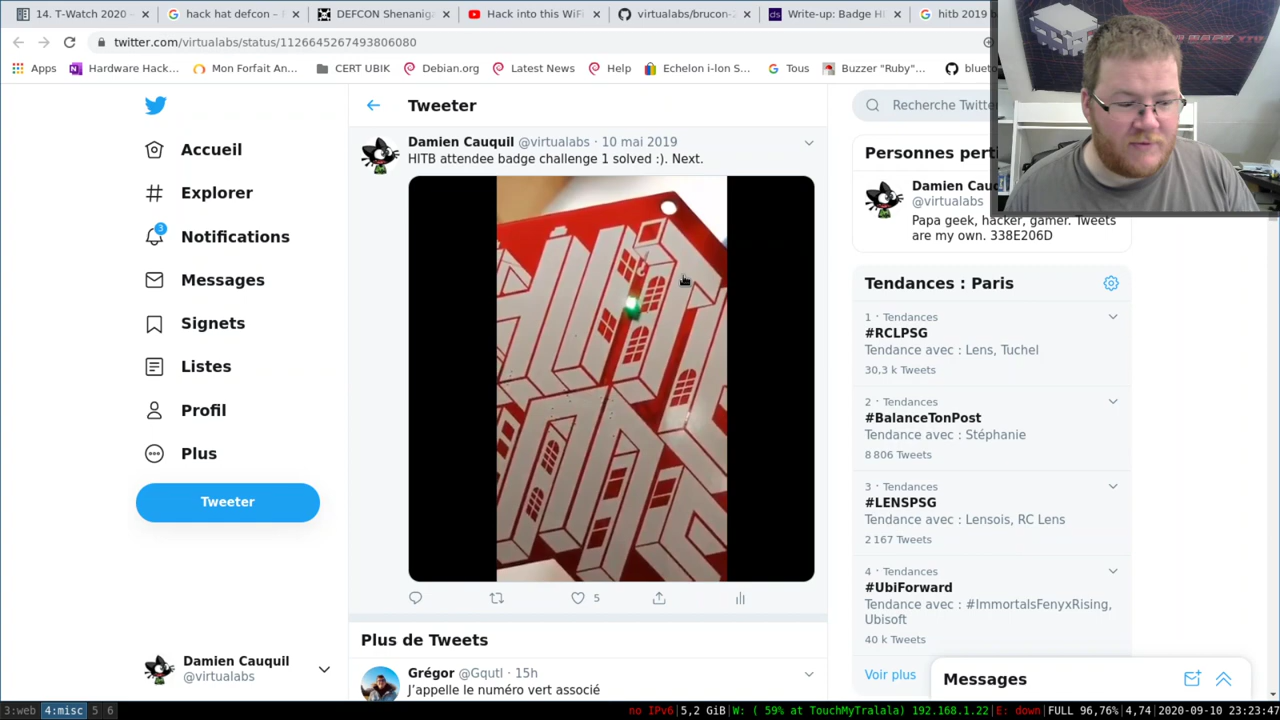 14. T-Watch 2020 -
hack hat defcon –
DEFCON Shenaniga
Hack into this WiFi
virtualabs/brucon-2
Write-up: Badge H
hitb 2019 b
twitter.com/virtualabs/status/1126645267493806080
Apps
Hardware Hack...
Mon Forfait An...
CERT UBIK
Debian.org
Latest News
Help
Echelon i-Ion S...
Tous
Buzzer "Ruby"...
Accueil
Explorer
3
Notifications
Messages
Signets
Listes
Profil
Plus
Tweeter
Damien Cauquil
@virtualabs
Tweeter
Damien Cauquil @virtualabs · 10 mai 2019
HITB attendee badge challenge 1 solved :). Next.
5
Plus de Tweets
Grégor @Gqutl · 15h
J’appelle le numéro vert associé
Recherche Twitte
Personnes perti
Damien Cauq
@virtualabs
Papa geek, hacker, gamer. Tweets
are my own. 338E206D
Tendances : Paris
1 · Tendances
#RCLPSG
Tendance avec : Lens, Tuchel
30,3 k Tweets
2 · Tendances
#BalanceTonPost
Tendance avec : Stéphanie
8 806 Tweets
3 · Tendances
#LENSPSG
Tendance avec : Lensois, RC Lens
2 167 Tweets
4 · Tendances
#UbiForward
Tendance avec : #ImmortalsFenyxRising,
Ubisoft
40 k Tweets
Voir plus
Messages
3:web 4:misc 5 6
no IPv6|5,2 GiB|W: ( 59% at TouchMyTralala) 192.168.1.22|E: down|FULL 96,76%|4,74|2020-09-10 23:23:47